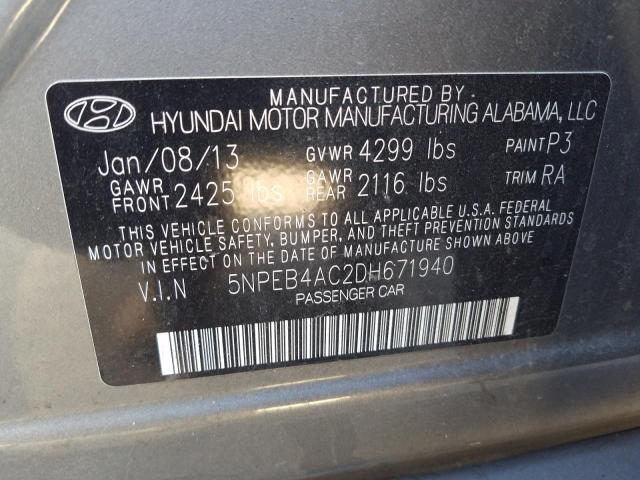 MANUFACTURED BY
HYUNDAI MOTOR MANUFACTURING ALABAMA, LLC
Jan/08/13 GVWR 4299 lbs PAINT P3
GAWR FRONT 2425 lbs GAWR REAR 2116 lbs TRIM RA
THIS VEHICLE CONFORMS TO ALL APPLICABLE U.S.A. FEDERAL
MOTOR VEHICLE SAFETY, BUMPER, AND THEFT PREVENTION STANDARDS
IN EFFECT ON THE DATE OF MANUFACTURE SHOWN ABOVE
V.I.N 5NPEB4AC2DH671940
PASSENGER CAR